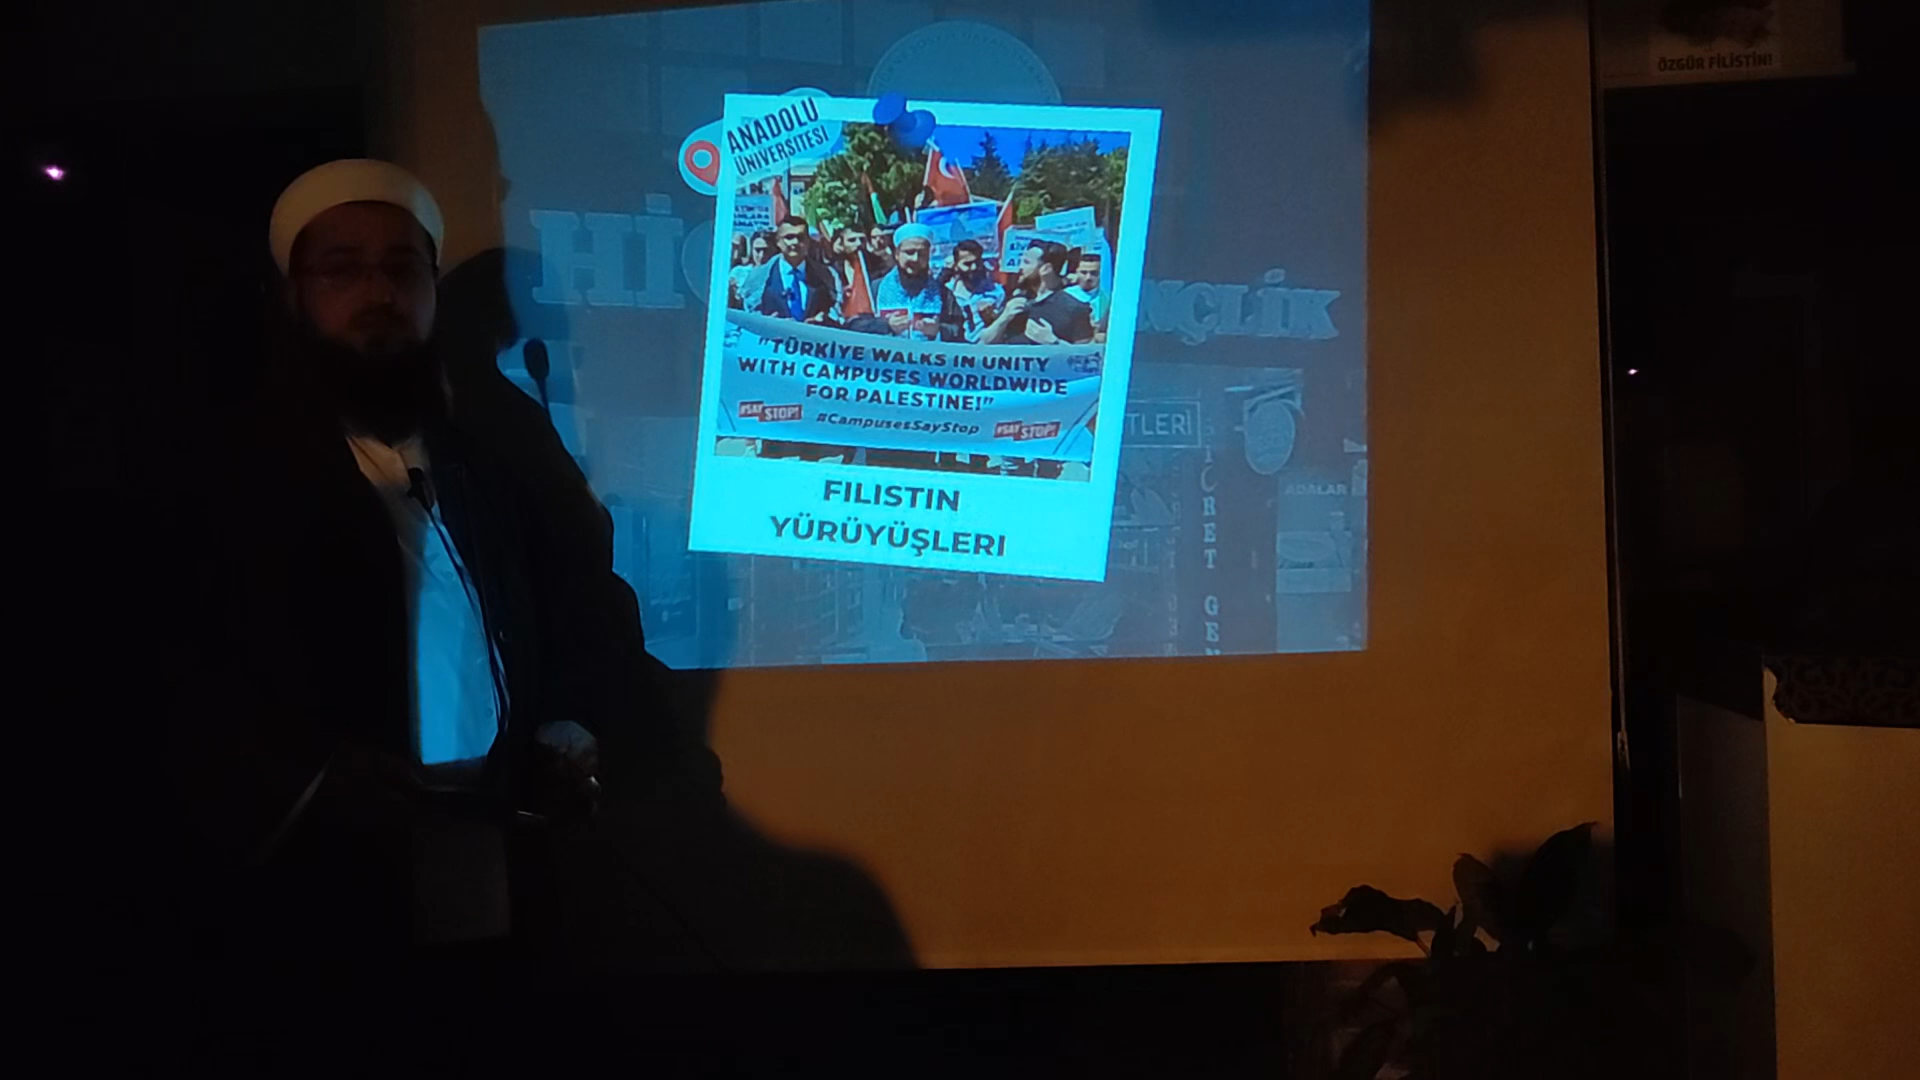 ÖZGÜR FİLİSTİN!
ANADOLU
ÜNİVERSİTESİ
Hİ
NÇLİK
"TÜRKİYE WALKS IN UNITY
WITH CAMPUSES WORLDWIDE
FOR PALESTINE!"
#SAY STOP!
#CampusesSayStop
#SAY STOP!
TLERİ
ADALAR
FILISTIN
YÜRÜYÜŞLERI